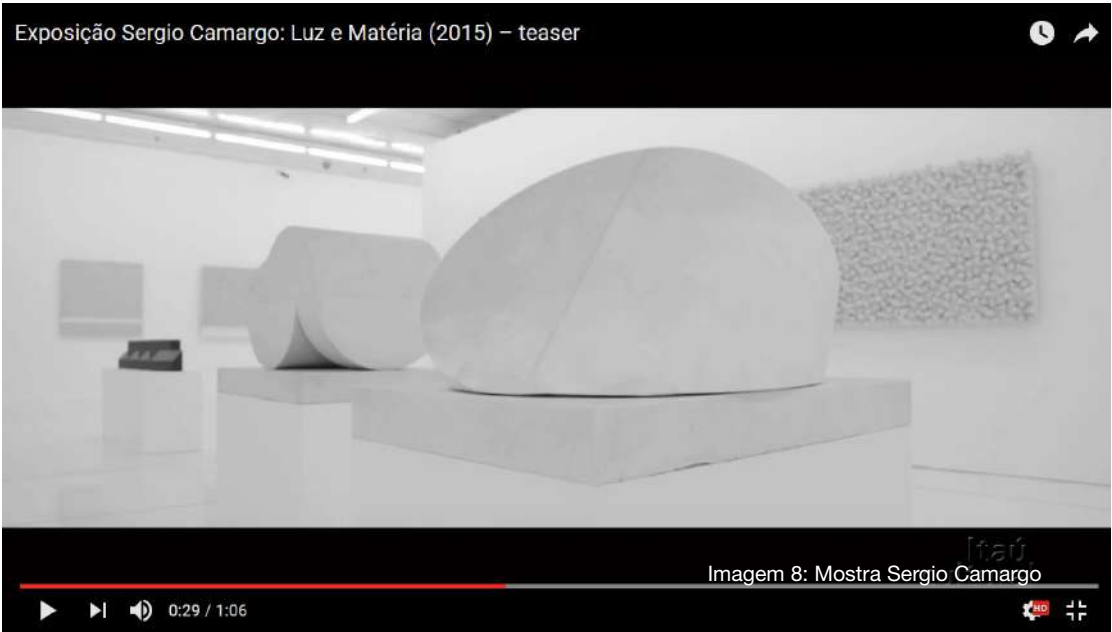 Exposição Sergio Camargo: Luz e Matéria (2015) – teaser
Itaú
Imagem 8: Mostra Sergio Camargo
0:29 / 1:06
HD